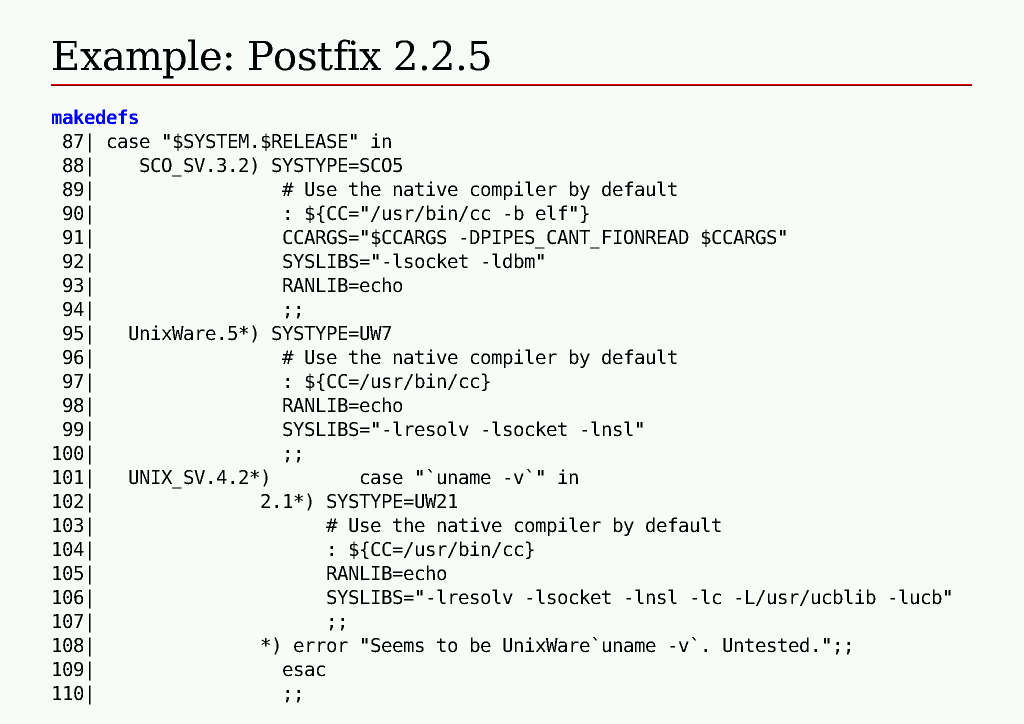 Example: Postfix 2.2.5
makedefs
 87| case "$SYSTEM.$RELEASE" in
 88|    SCO_SV.3.2) SYSTYPE=SCO5
 89|                 # Use the native compiler by default
 90|                 : ${CC="/usr/bin/cc -b elf"}
 91|                 CCARGS="$CCARGS -DPIPES_CANT_FIONREAD $CCARGS"
 92|                 SYSLIBS="-lsocket -ldbm"
 93|                 RANLIB=echo
 94|                 ;;
 95|   UnixWare.5*) SYSTYPE=UW7
 96|                 # Use the native compiler by default
 97|                 : ${CC=/usr/bin/cc}
 98|                 RANLIB=echo
 99|                 SYSLIBS="-lresolv -lsocket -lnsl"
100|                 ;;
101|   UNIX_SV.4.2*)        case "`uname -v`" in
102|               2.1*) SYSTYPE=UW21
103|                     # Use the native compiler by default
104|                     : ${CC=/usr/bin/cc}
105|                     RANLIB=echo
106|                     SYSLIBS="-lresolv -lsocket -lnsl -lc -L/usr/ucblib -lucb"
107|                     ;;
108|               *) error "Seems to be UnixWare`uname -v`. Untested.";;
109|                 esac
110|                 ;;